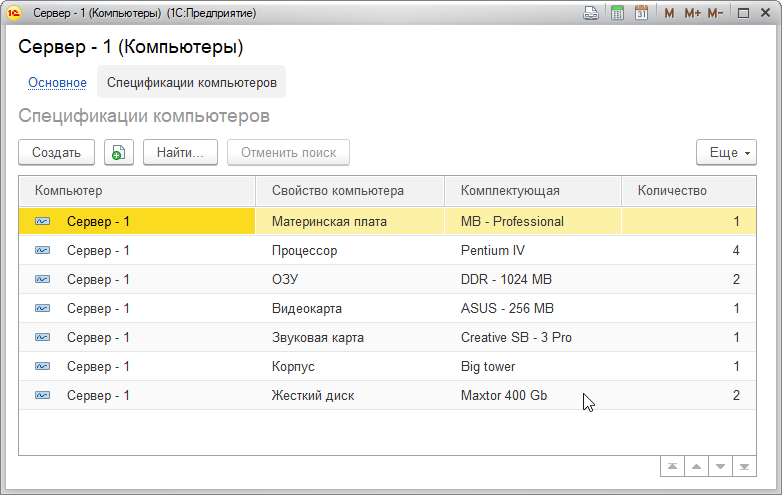 Сервер - 1 (Компьютеры) (1С:Предприятие)
M M+ M-
Сервер - 1 (Компьютеры)
Основное Спецификации компьютеров
Спецификации компьютеров
Создать Найти... Отменить поиск Еще
Компьютер Свойство компьютера Комплектующая Количество
Сервер - 1 Материнская плата MB - Professional 1
Сервер - 1 Процессор Pentium IV 4
Сервер - 1 ОЗУ DDR - 1024 MB 2
Сервер - 1 Видеокарта ASUS - 256 MB 1
Сервер - 1 Звуковая карта Creative SB - 3 Pro 1
Сервер - 1 Корпус Big tower 1
Сервер - 1 Жесткий диск Maxtor 400 Gb 2